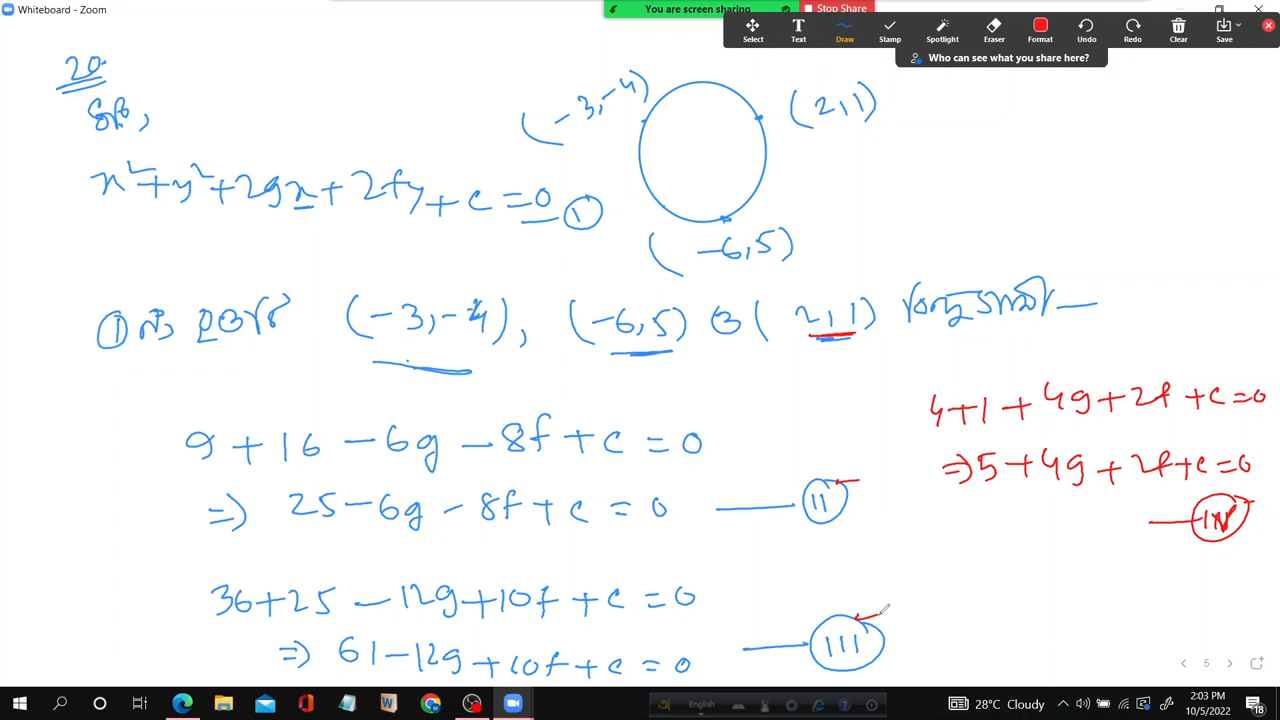 Whiteboard - Zoom
You are screen sharing
Stop Share
Select Text Draw Stamp Spotlight Eraser Format Undo Redo Clear Save
Who can see what you share here?
20.
ধরি,
(-3,-4)
(2,1)
x²+y²+2gx+2fy+c=0 (I)
(-6,5)
(-3,-4), (-6,5) ও (2,1) বিন্দুগামী—
4+1+4g+2f+c=0
⇒5+4g+2f+c=0
—(IV)
9+16-6g-8f+c=0
⇒ 25-6g-8f+c=0 —(II)
36+25-12g+10f+c=0
⇒ 61-12g+10f+c=0 —(III)
5
English
28°C Cloudy
2:03 PM
10/5/2022
18